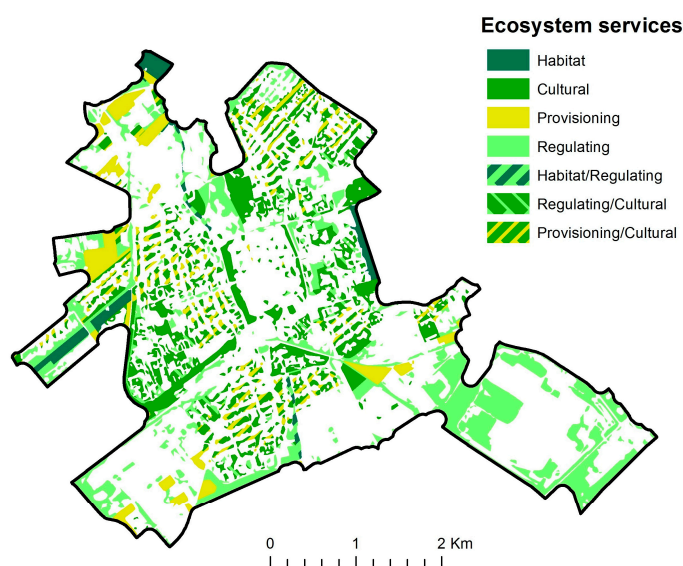 Ecosystem services
Habitat
Cultural
Provisioning
Regulating
Habitat/Regulating
Regulating/Cultural
Provisioning/Cultural
0 1 2 Km